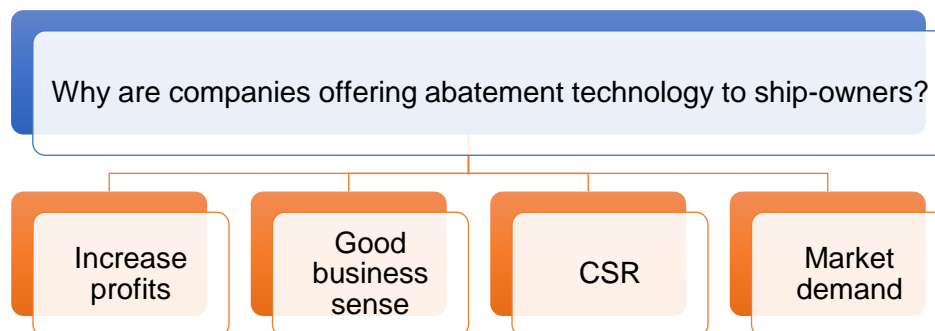 Why are companies offering abatement technology to ship-owners?
Increase
profits
Good
business
sense
CSR
Market
demand